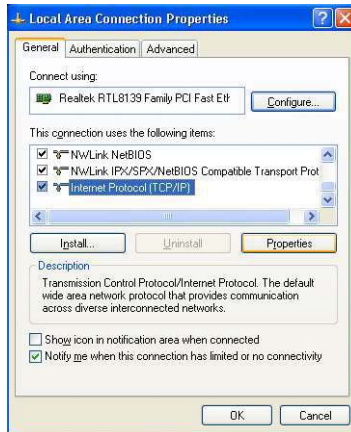 Local Area Connection Properties
General Authentication Advanced
Connect using:
Realtek RTL8139 Family PCI Fast Eth
Configure...
This connection uses the following items:
NWLink NetBIOS
NWLink IPX/SPX/NetBIOS Compatible Transport Prot
Internet Protocol (TCP/IP)
Install... Uninstall Properties
Description
Transmission Control Protocol/Internet Protocol. The default
wide area network protocol that provides communication
across diverse interconnected networks.
Show icon in notification area when connected
Notify me when this connection has limited or no connectivity
OK Cancel